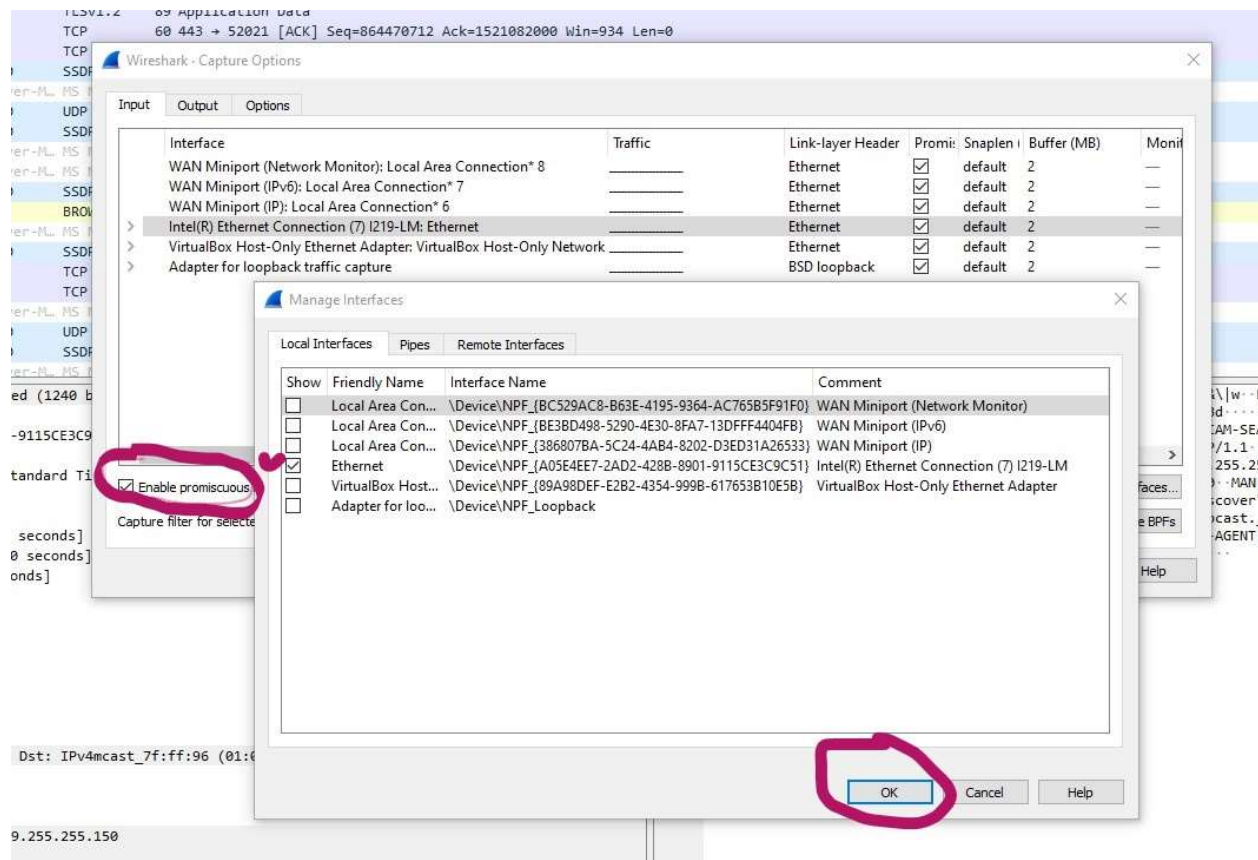 TLSv1.2 89 Application Data
TCP 60 443 → 52021 [ACK] Seq=864470712 Ack=1521082000 Win=934 Len=0
TCP
SSDP
UDP
SSDP
SSDP
SSDP
TCP
TCP
UDP
SSDP
Wireshark · Capture Options
Input Output Options
Interface Traffic Link-layer Header Snaplen Buffer (MB)
WAN Miniport (Network Monitor): Local Area Connection* 8 Ethernet default 2 —
WAN Miniport (IPv6): Local Area Connection* 7 Ethernet default 2 —
WAN Miniport (IP): Local Area Connection* 6 Ethernet default 2 —
Intel(R) Ethernet Connection (7) I219-LM: Ethernet Ethernet default 2 —
VirtualBox Host-Only Ethernet Adapter: VirtualBox Host-Only Network Ethernet default 2 —
Adapter for loopback traffic capture BSD loopback default 2 —
Enable promiscuous
Capture filter for
BPFs
Help
Manage Interfaces
Local Interfaces Pipes Remote Interfaces
Show Friendly Name Interface Name Comment
Local Area Con... \Device\NPF_{BC529AC8-B63E-4195-9364-AC765B5F91F0} WAN Miniport (Network Monitor)
Local Area Con... \Device\NPF_{BE3BD498-5290-4E30-8FA7-13DFFF4404FB} WAN Miniport (IPv6)
Local Area Con... \Device\NPF_{386807BA-5C24-4AB4-8202-D3ED31A26533} WAN Miniport (IP)
Ethernet \Device\NPF_{A05E4EE7-2AD2-428B-8901-9115CE3C9C51} Intel(R) Ethernet Connection (7) I219-LM
VirtualBox Host... \Device\NPF_{89A98DEF-E2B2-4354-999B-617653B10E5B} VirtualBox Host-Only Ethernet Adapter
Adapter for loo... \Device\NPF_Loopback
OK Cancel Help
ed (1240 b
-9115CE3C9
tandard Ti
seconds]
0 seconds]
onds]
Dst: IPv4mcast_7f:ff:96 (01:0
9.255.255.150